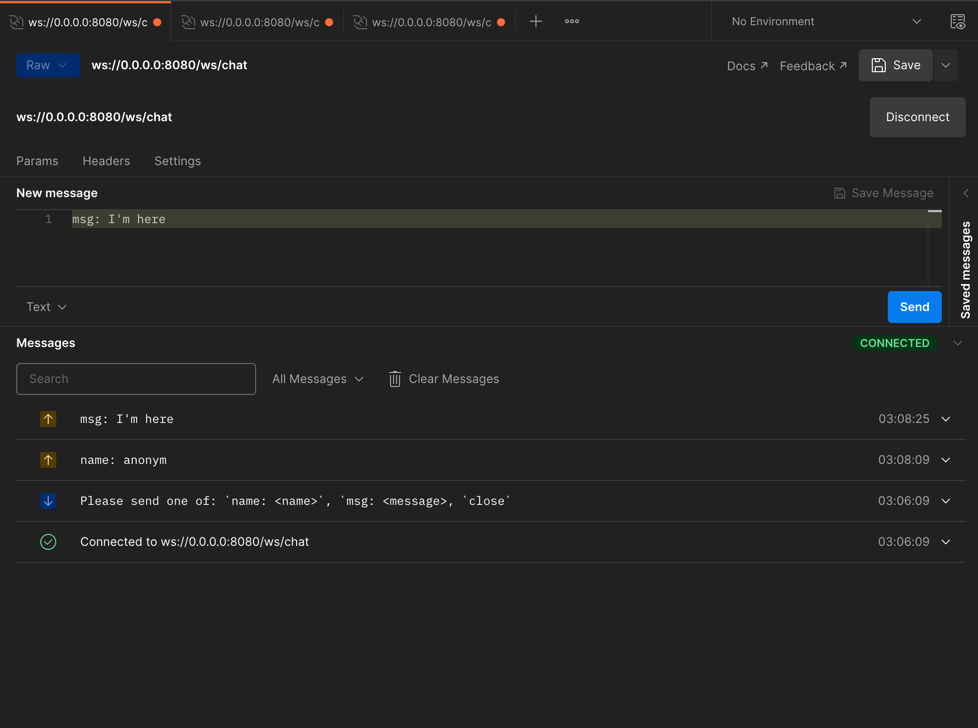 ws://0.0.0.0:8080/ws/c ws://0.0.0.0:8080/ws/c ws://0.0.0.0:8080/ws/c No Environment
Raw ws://0.0.0.0:8080/ws/chat Docs Feedback Save
ws://0.0.0.0:8080/ws/chat Disconnect
Params Headers Settings
New message Save Message
1 msg: I'm here
Saved messages
Text Send
Messages CONNECTED
Search All Messages Clear Messages
msg: I'm here 03:08:25
name: anonym 03:08:09
Please send one of: `name: <name>`, `msg: <message>, `close` 03:06:09
Connected to ws://0.0.0.0:8080/ws/chat 03:06:09